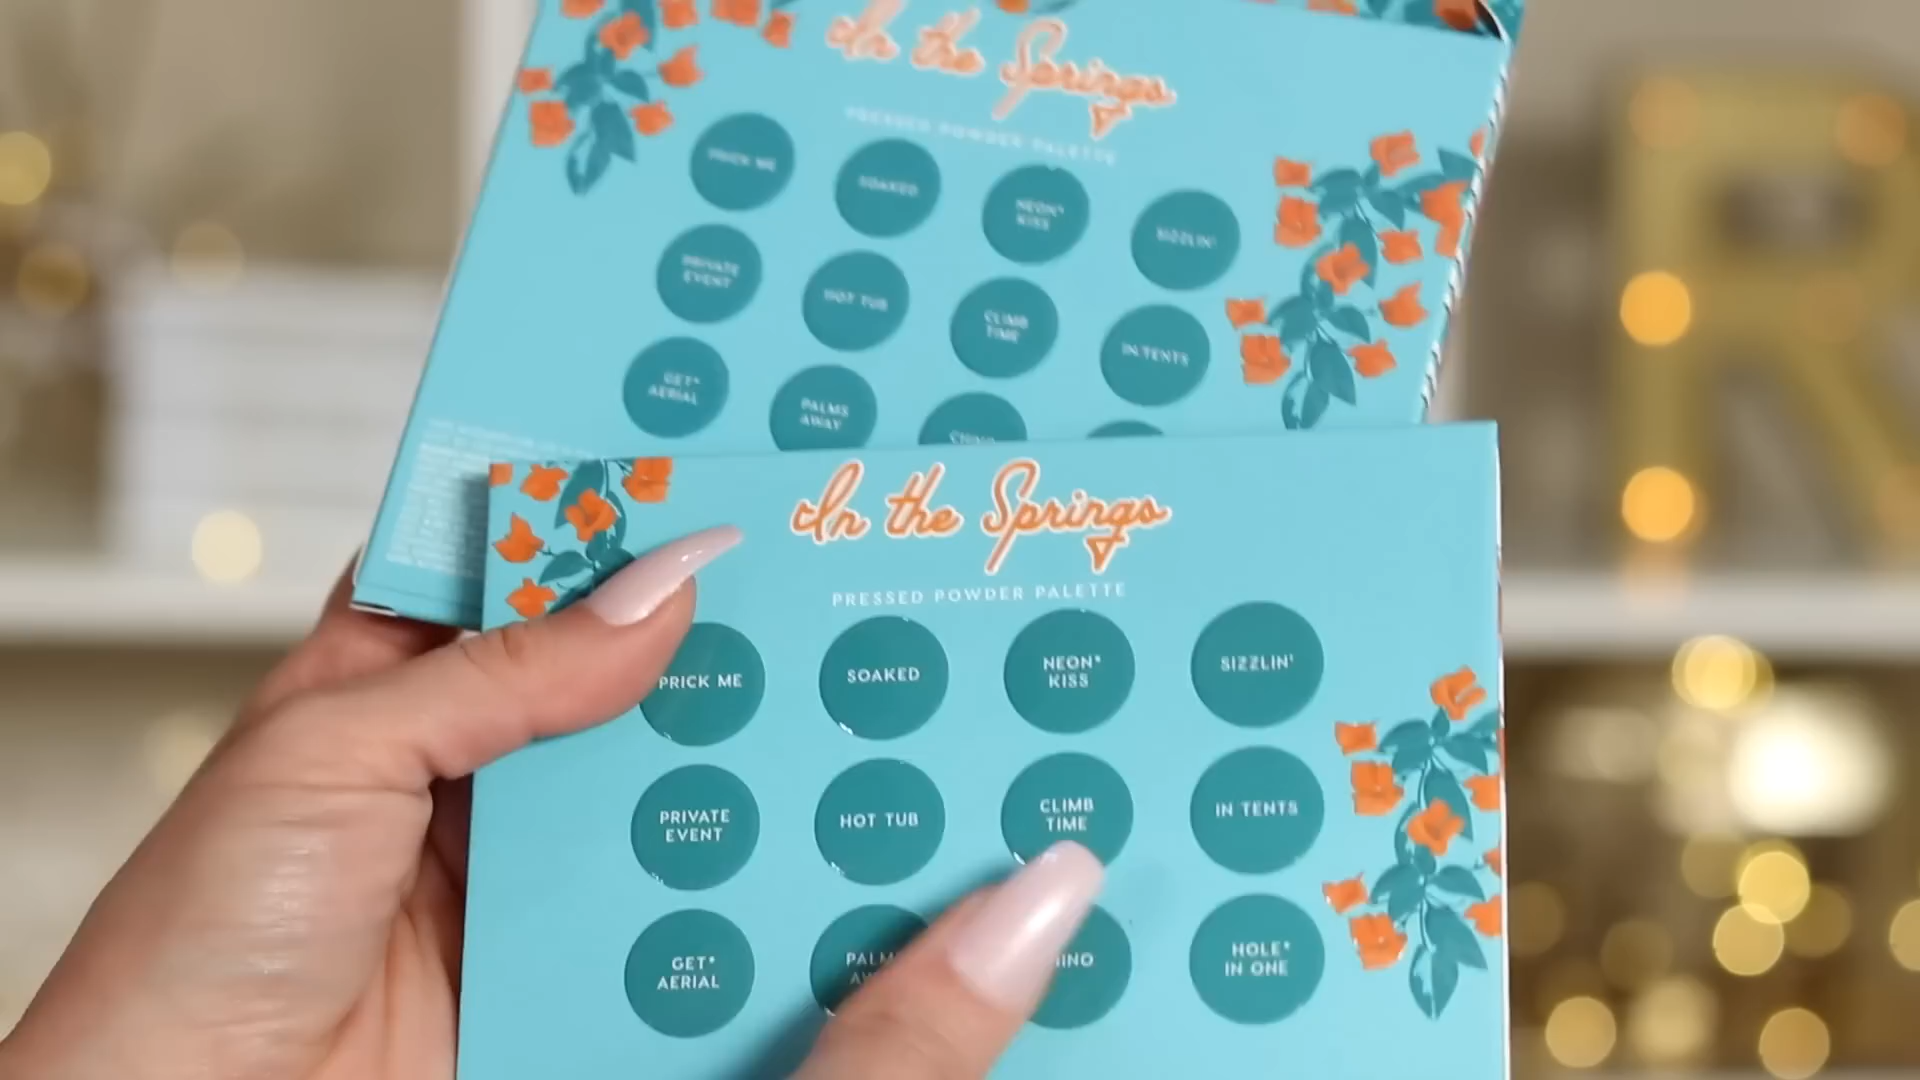 In the Springs
PRESSED POWDER PALETTE
PRICK ME
SOAKED
NEON*
KISS
SIZZLIN'
PRIVATE
EVENT
HOT TUB
CLIMB
TIME
IN TENTS
GET*
AERIAL
PALMS
AWAY
In the Springs
PRESSED POWDER PALETTE
PRICK ME
SOAKED
NEON*
KISS
SIZZLIN'
PRIVATE
EVENT
HOT TUB
CLIMB
TIME
IN TENTS
GET*
AERIAL
HOLE*
IN ONE
R